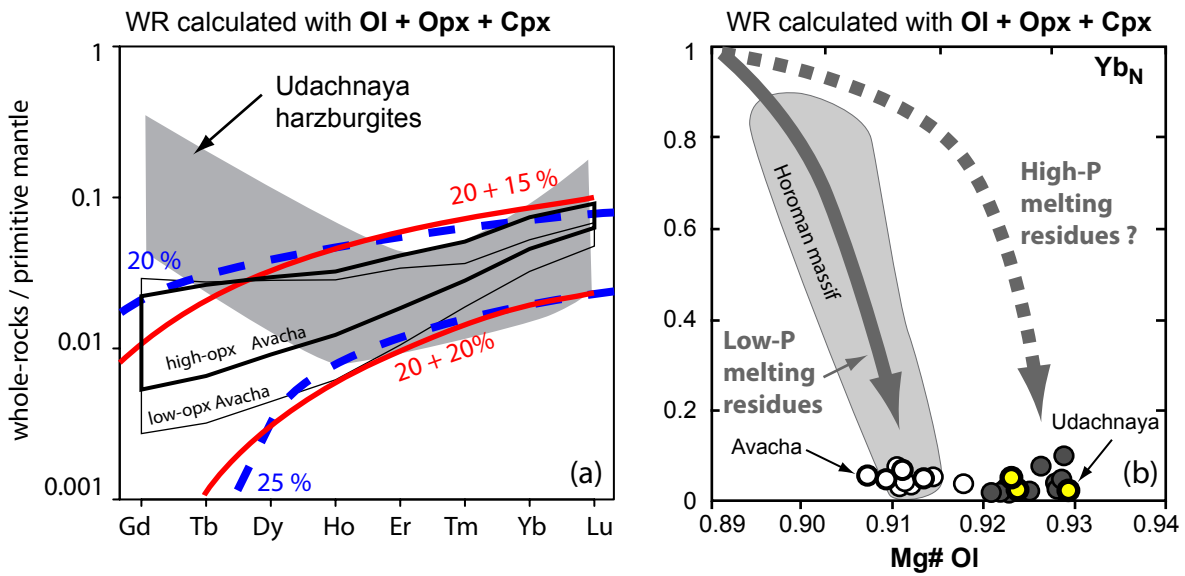 WR calculated with Ol + Opx + Cpx
whole-rocks / primitive mantle
1
0.1
0.01
0.001
Udachnaya
harzburgites
20 + 15 %
20 %
high-opx Avacha
low-opx Avacha
20 + 20%
25 %
(a)
Gd Tb Dy Ho Er Tm Yb Lu
WR calculated with Ol + Opx + Cpx
1
0.8
0.6
0.4
0.2
0
YbN
Horoman massif
High-P
melting
residues ?
Low-P
melting
residues
Avacha
Udachnaya
(b)
0.89 0.90 0.91 0.92 0.93 0.94
Mg# Ol